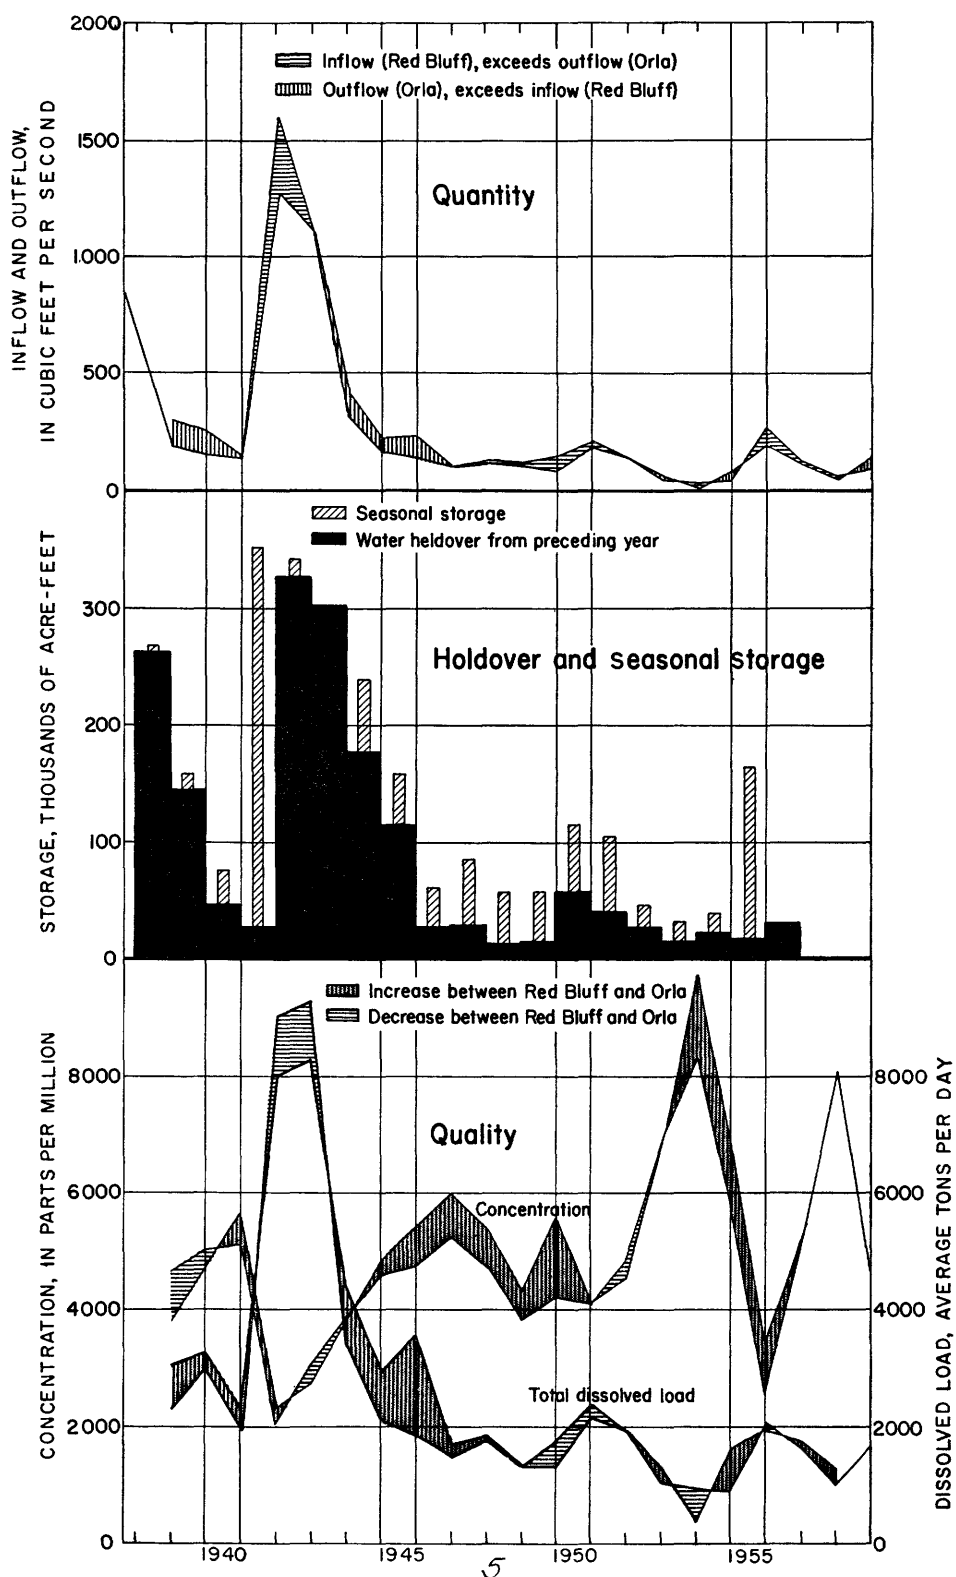 2000
Inflow (Red Bluff), exceeds outflow (Orla)
Outflow (Orla), exceeds inflow (Red Bluff)
1500
Quantity
1000
500
0
INFLOW AND OUTFLOW,
IN CUBIC FEET PER SECOND
Seasonal storage
Water heldover from preceding year
300
Holdover and seasonal storage
200
100
0
STORAGE, THOUSANDS OF ACRE-FEET
Increase between Red Bluff and Orla
Decrease between Red Bluff and Orla
8000 8000
Quality
6000 6000
Concentration
4000 4000
Total dissolved load
2000 2000
0 0
CONCENTRATION, IN PARTS PER MILLION
DISSOLVED LOAD, AVERAGE TONS PER DAY
1940 1945 1950 1955
5